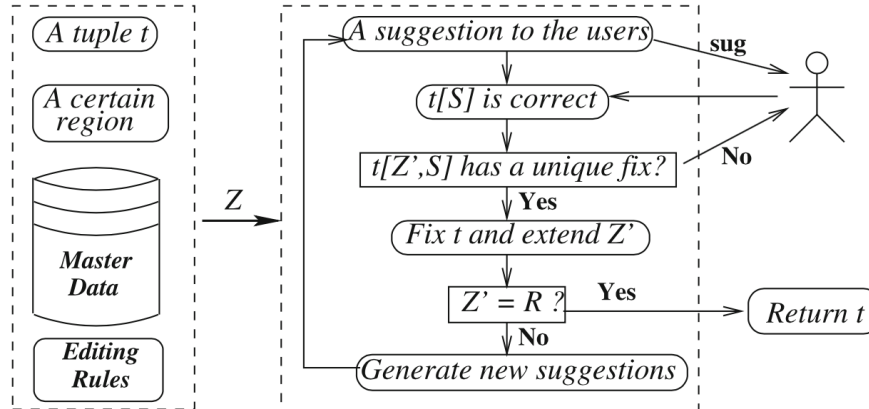 A tuple t
A certain
region
Master
Data
Editing
Rules
Z
A suggestion to the users
sug
t[S] is correct
t[Z',S] has a unique fix?
No
Yes
Fix t and extend Z'
Z' = R ?
Yes
Return t
No
Generate new suggestions